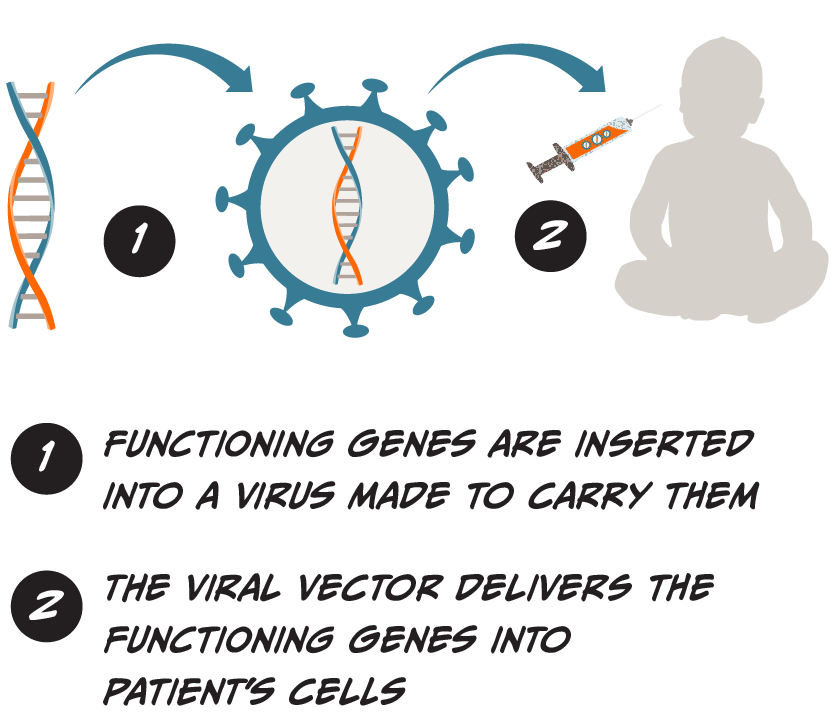 1
2
1
FUNCTIONING GENES ARE INSERTED
INTO A VIRUS MADE TO CARRY THEM
2
THE VIRAL VECTOR DELIVERS THE
FUNCTIONING GENES INTO
PATIENT'S CELLS